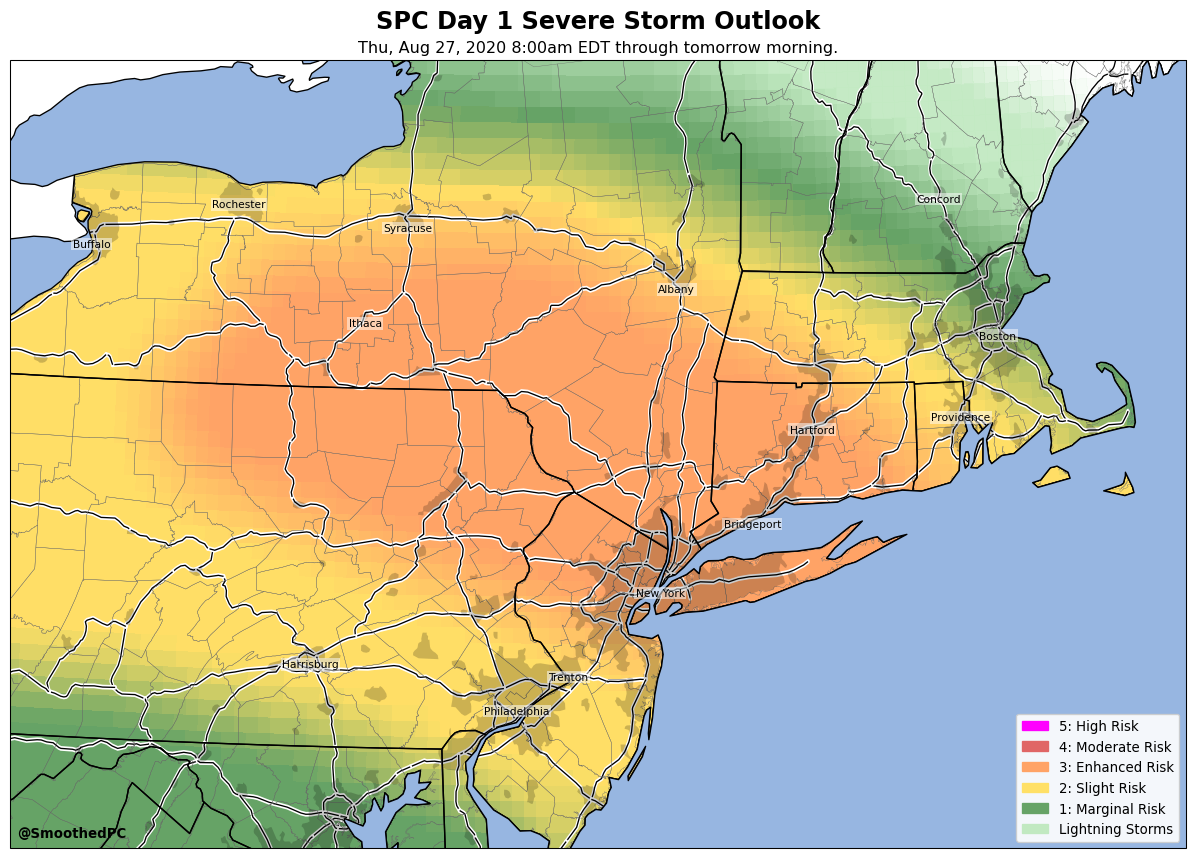 SPC Day 1 Severe Storm Outlook
Thu, Aug 27, 2020 8:00am EDT through tomorrow morning.
Concord
Rochester
Syracuse
Buffalo
Albany
Ithaca
Boston
Providence
Hartford
Bridgeport
New York
Harrisburg
Trenton
Philadelphia
5: High Risk
4: Moderate Risk
3: Enhanced Risk
2: Slight Risk
1: Marginal Risk
Lightning Storms
@SmoothedPC